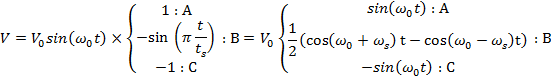 V = V₀sin(ω₀t) × { 1 : A ; −sin (π t/tₛ) : B ; −1 : C } = V₀ { sin(ω₀t) : A ; 1/2 (cos(ω₀ + ωₛ) t − cos(ω₀ − ωₛ)t) : B ; −sin(ω₀t) : C }